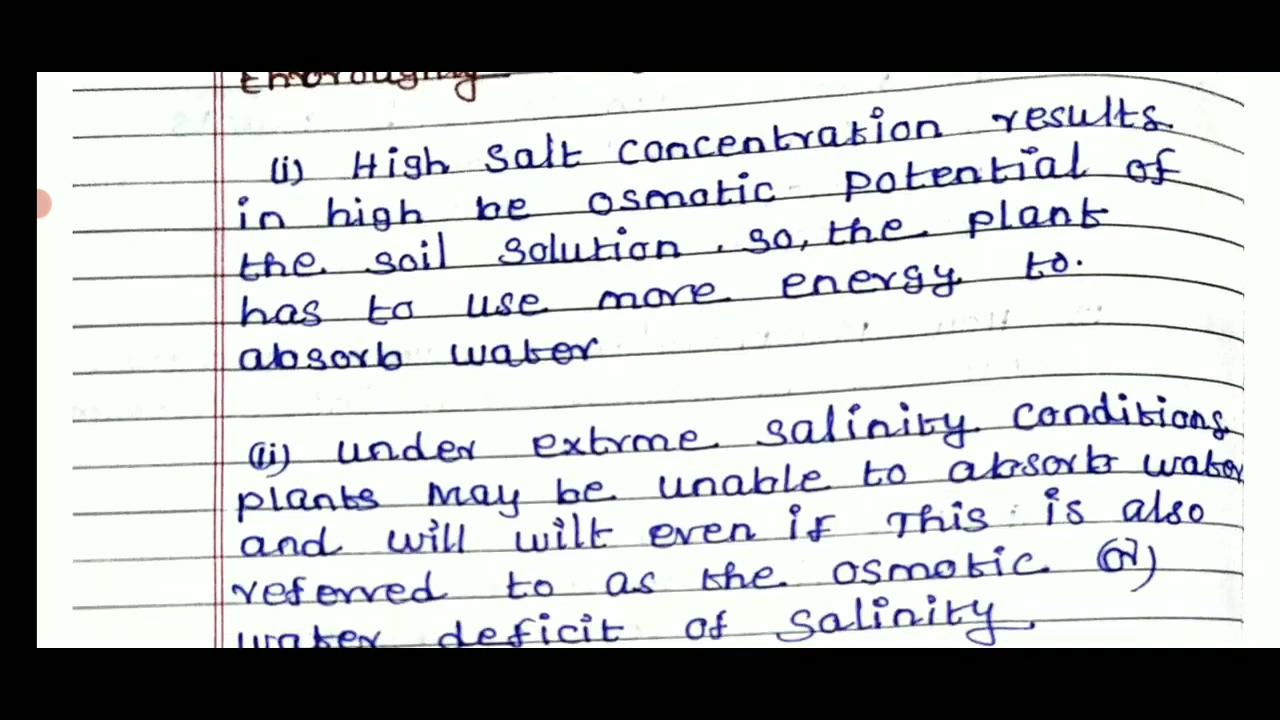 thoroughly
(i) High salt concentration results
in high be osmotic potential of
the soil solution. so, the plant
has to use more energy to.
absorb water
(ii) under extrme salinity conditions
plants may be unable to absorb water
and will wilt even if This is also
referred to as the osmotic (or)
water deficit of salinity.